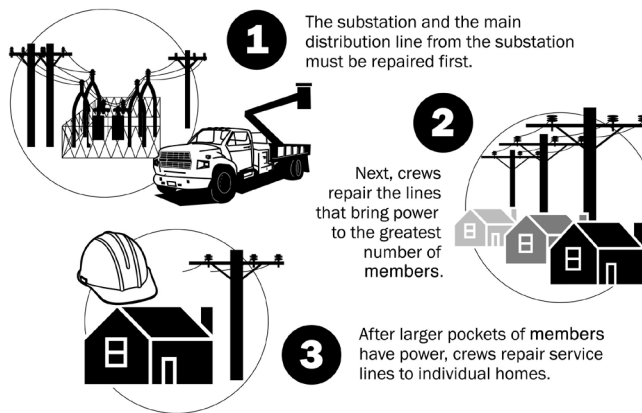 1
The substation and the main
distribution line from the substation
must be repaired first.
2
Next, crews
repair the lines
that bring power
to the greatest
number of
members.
3
After larger pockets of members
have power, crews repair service
lines to individual homes.